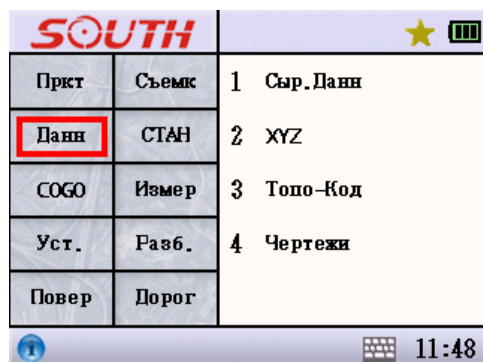 SOUTH
Пркт Съемк 1 Сыр.Данн
Данн СТАН 2 XYZ
COGO Измер 3 Топо-Код
Уст. Разб. 4 Чертежи
Повер Дорог
11:48